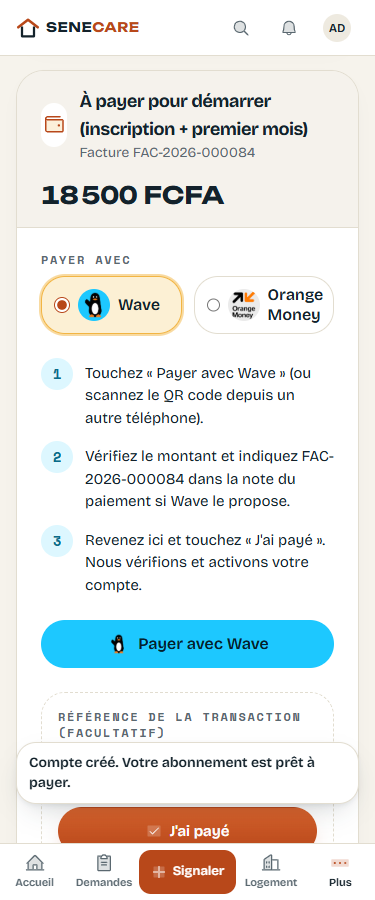 SENECARE
AD
À payer pour démarrer
(inscription + premier mois)
Facture FAC-2026-000084
18 500 FCFA
PAYER AVEC
Wave
Orange
Money
Orange
Money
1
Touchez « Payer avec Wave » (ou
scannez le QR code depuis un
autre téléphone).
2
Vérifiez le montant et indiquez FAC-
2026-000084 dans la note du
paiement si Wave le propose.
3
Revenez ici et touchez « J'ai payé ».
Nous vérifions et activons votre
compte.
Payer avec Wave
RÉFÉRENCE DE LA TRANSACTION
(FACULTATIF)
Compte créé. Votre abonnement est prêt à
payer.
J'ai payé
Accueil
Demandes
Signaler
Logement
Plus